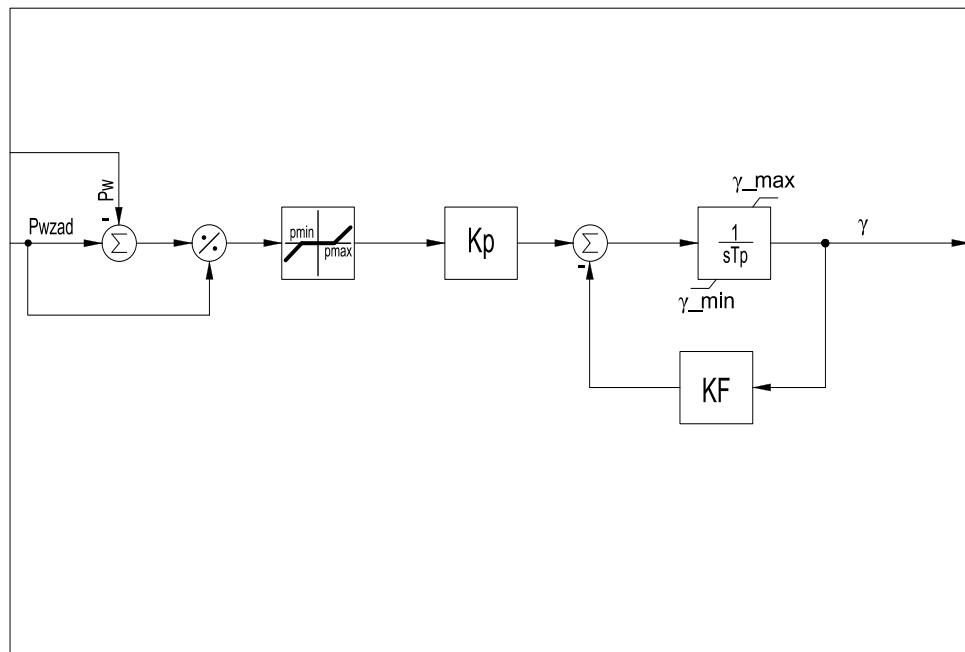 Pw
-
Pwzad
Σ
pmin
pmax
Kp
Σ
-
γ_max
1
sTp
γ_min
γ
KF